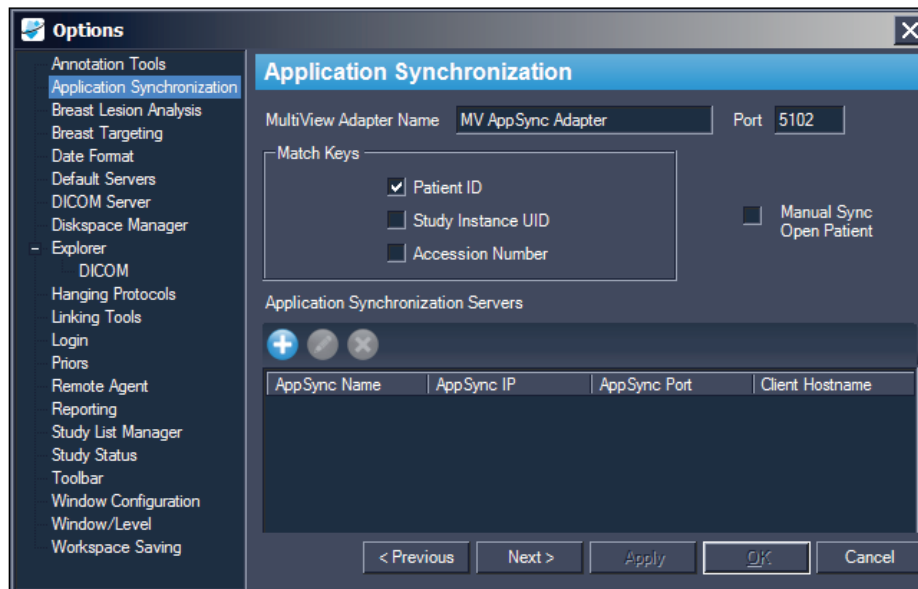 Options
Annotation Tools
Application Synchronization
Breast Lesion Analysis
Breast Targeting
Date Format
Default Servers
DICOM Server
Diskspace Manager
Explorer
DICOM
Hanging Protocols
Linking Tools
Login
Priors
Remote Agent
Reporting
Study List Manager
Study Status
Toolbar
Window Configuration
Window/Level
Workspace Saving
Application Synchronization
MultiView Adapter Name MV AppSync Adapter Port 5102
Match Keys
Patient ID
Study Instance UID
Accession Number
Manual Sync
Open Patient
Application Synchronization Servers
AppSync Name AppSync IP AppSync Port Client Hostname
< Previous Next > Apply OK Cancel